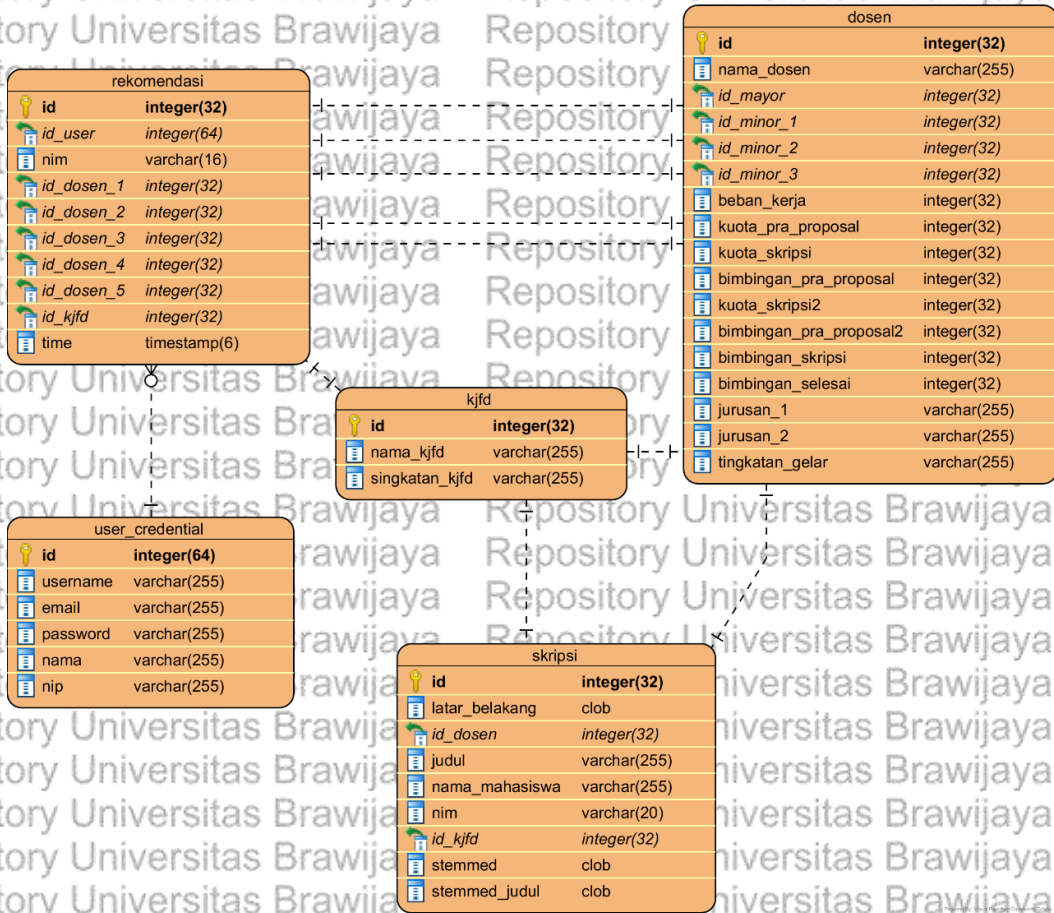 dosen
id integer(32)
nama_dosen varchar(255)
id_mayor integer(32)
id_minor_1 integer(32)
id_minor_2 integer(32)
id_minor_3 integer(32)
beban_kerja integer(32)
kuota_pra_proposal integer(32)
kuota_skripsi integer(32)
bimbingan_pra_proposal integer(32)
kuota_skripsi2 integer(32)
bimbingan_pra_proposal2 integer(32)
bimbingan_skripsi integer(32)
bimbingan_selesai integer(32)
jurusan_1 varchar(255)
jurusan_2 varchar(255)
tingkatan_gelar varchar(255)
rekomendasi
id integer(32)
id_user integer(64)
nim varchar(16)
id_dosen_1 integer(32)
id_dosen_2 integer(32)
id_dosen_3 integer(32)
id_dosen_4 integer(32)
id_dosen_5 integer(32)
id_kjfd integer(32)
time timestamp(6)
kjfd
id integer(32)
nama_kjfd varchar(255)
singkatan_kjfd varchar(255)
user_credential
id integer(64)
username varchar(255)
email varchar(255)
password varchar(255)
nama varchar(255)
nip varchar(255)
skripsi
id integer(32)
latar_belakang clob
id_dosen integer(32)
judul varchar(255)
nama_mahasiswa varchar(255)
nim varchar(20)
id_kjfd integer(32)
stemmed clob
stemmed_judul clob
Repository Universitas Brawijaya